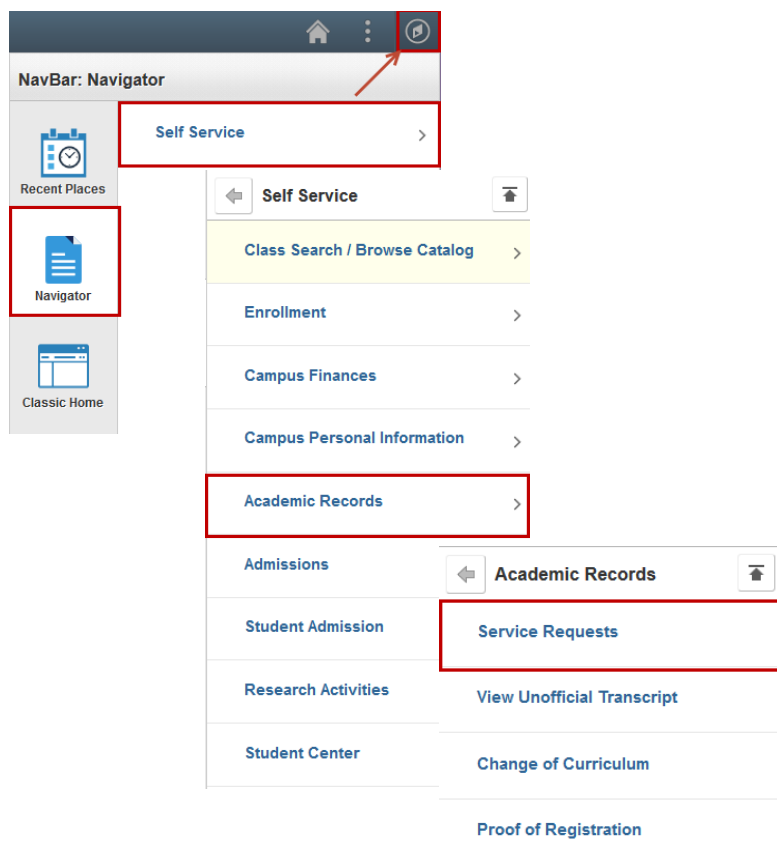 NavBar: Navigator
Self Service
Recent Places
Navigator
Classic Home
Self Service
Class Search / Browse Catalog
Enrollment
Campus Finances
Campus Personal Information
Academic Records
Admissions
Student Admission
Research Activities
Student Center
Academic Records
Service Requests
View Unofficial Transcript
Change of Curriculum
Proof of Registration